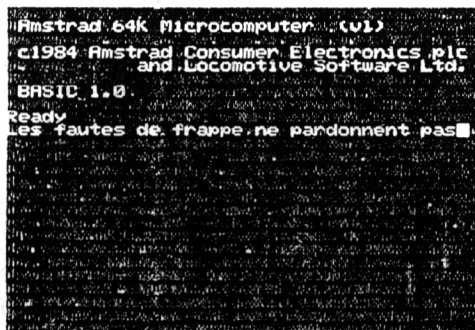 Amstrad 64K Microcomputer (v1)
c1984 Amstrad Consumer Electronics plc
and Locomotive Software Ltd.
BASIC 1.0
Ready
Les fautes de frappe ne pardonnent pas